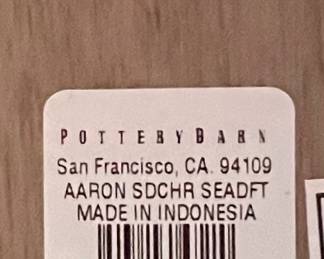 POTTERYBARN
San Francisco, CA. 94109
AARON SDCHR SEADFT
MADE IN INDONESIA